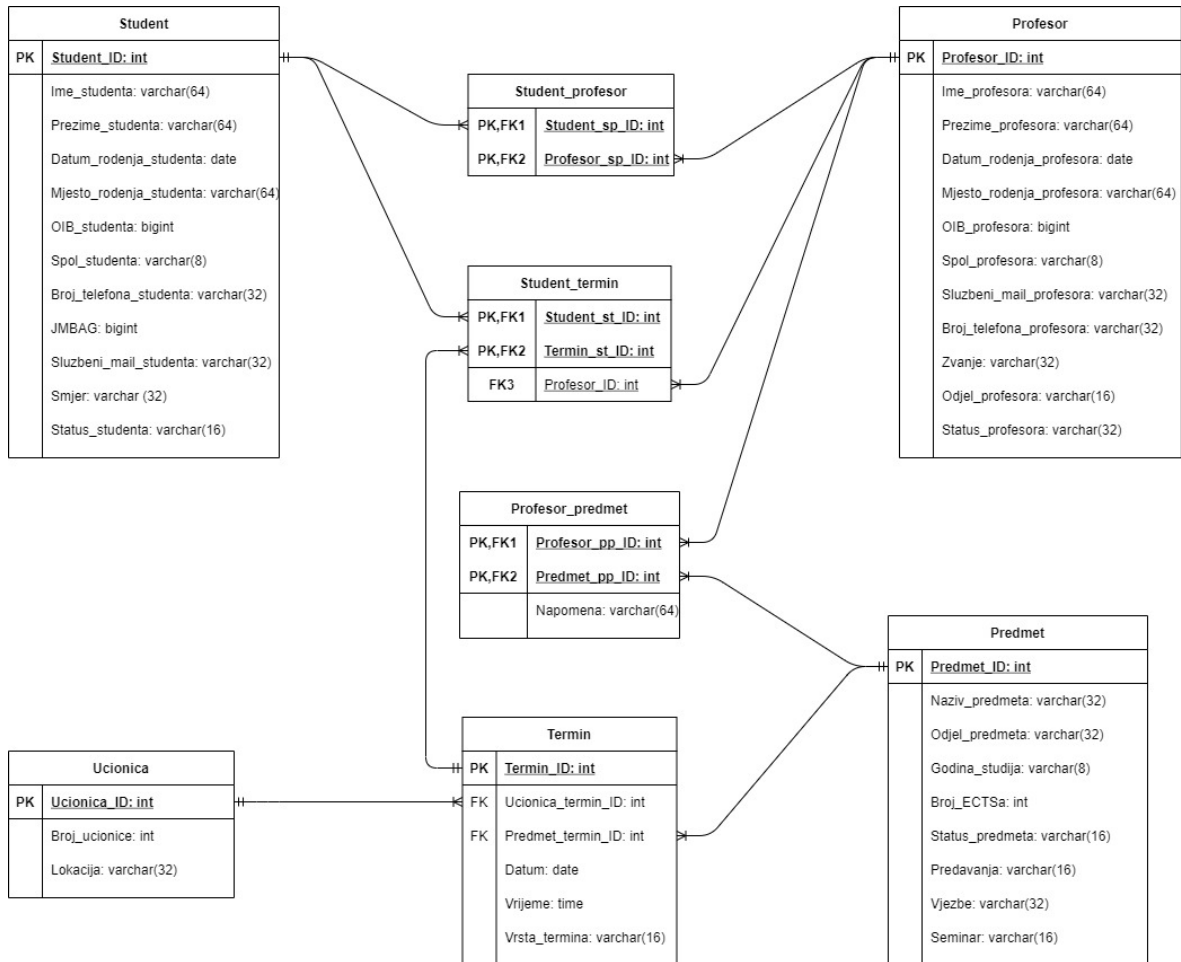 Student
PK Student_ID: int
Ime_studenta: varchar(64)
Prezime_studenta: varchar(64)
Datum_rodenja_studenta: date
Mjesto_rodenja_studenta: varchar(64)
OIB_studenta: bigint
Spol_studenta: varchar(8)
Broj_telefona_studenta: varchar(32)
JMBAG: bigint
Sluzbeni_mail_studenta: varchar(32)
Smjer: varchar (32)
Status_studenta: varchar(16)
Student_profesor
PK,FK1 Student_sp_ID: int
PK,FK2 Profesor_sp_ID: int
Profesor
PK Profesor_ID: int
Ime_profesora: varchar(64)
Prezime_profesora: varchar(64)
Datum_rodenja_profesora: date
Mjesto_rodenja_profesora: varchar(64)
OIB_profesora: bigint
Spol_profesora: varchar(8)
Sluzbeni_mail_profesora: varchar(32)
Broj_telefona_profesora: varchar(32)
Zvanje: varchar(32)
Odjel_profesora: varchar(16)
Status_profesora: varchar(32)
Student_termin
PK,FK1 Student_st_ID: int
PK,FK2 Termin_st_ID: int
FK3 Profesor_ID: int
Profesor_predmet
PK,FK1 Profesor_pp_ID: int
PK,FK2 Predmet_pp_ID: int
Napomena: varchar(64)
Ucionica
PK Ucionica_ID: int
Broj_ucionice: int
Lokacija: varchar(32)
Termin
PK Termin_ID: int
FK Ucionica_termin_ID: int
FK Predmet_termin_ID: int
Datum: date
Vrijeme: time
Vrsta_termina: varchar(16)
Predmet
PK Predmet_ID: int
Naziv_predmeta: varchar(32)
Odjel_predmeta: varchar(32)
Godina_studija: varchar(8)
Broj_ECTSa: int
Status_predmeta: varchar(16)
Predavanja: varchar(16)
Vjezbe: varchar(32)
Seminar: varchar(16)